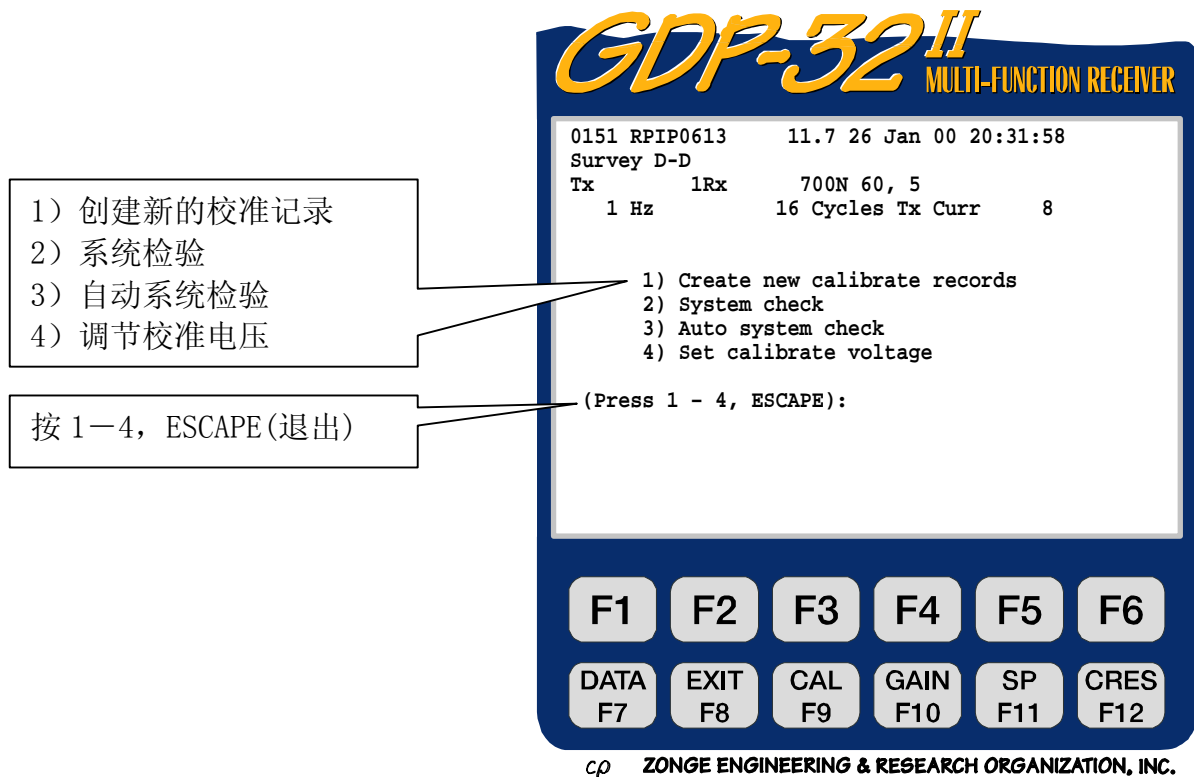 GDP-32 II
MULTI-FUNCTION RECEIVER
0151 RPIP0613 11.7 26 Jan 00 20:31:58
Survey D-D
Tx 1Rx 700N 60, 5
1 Hz 16 Cycles Tx Curr 8
1) Create new calibrate records
2) System check
3) Auto system check
4) Set calibrate voltage
(Press 1 - 4, ESCAPE):
1）创建新的校准记录
2）系统检验
3）自动系统检验
4）调节校准电压
按 1－4，ESCAPE(退出)
F1 F2 F3 F4 F5 F6
DATA EXIT CAL GAIN SP CRES
F7 F8 F9 F10 F11 F12
cρ ZONGE ENGINEERING & RESEARCH ORGANIZATION, INC.